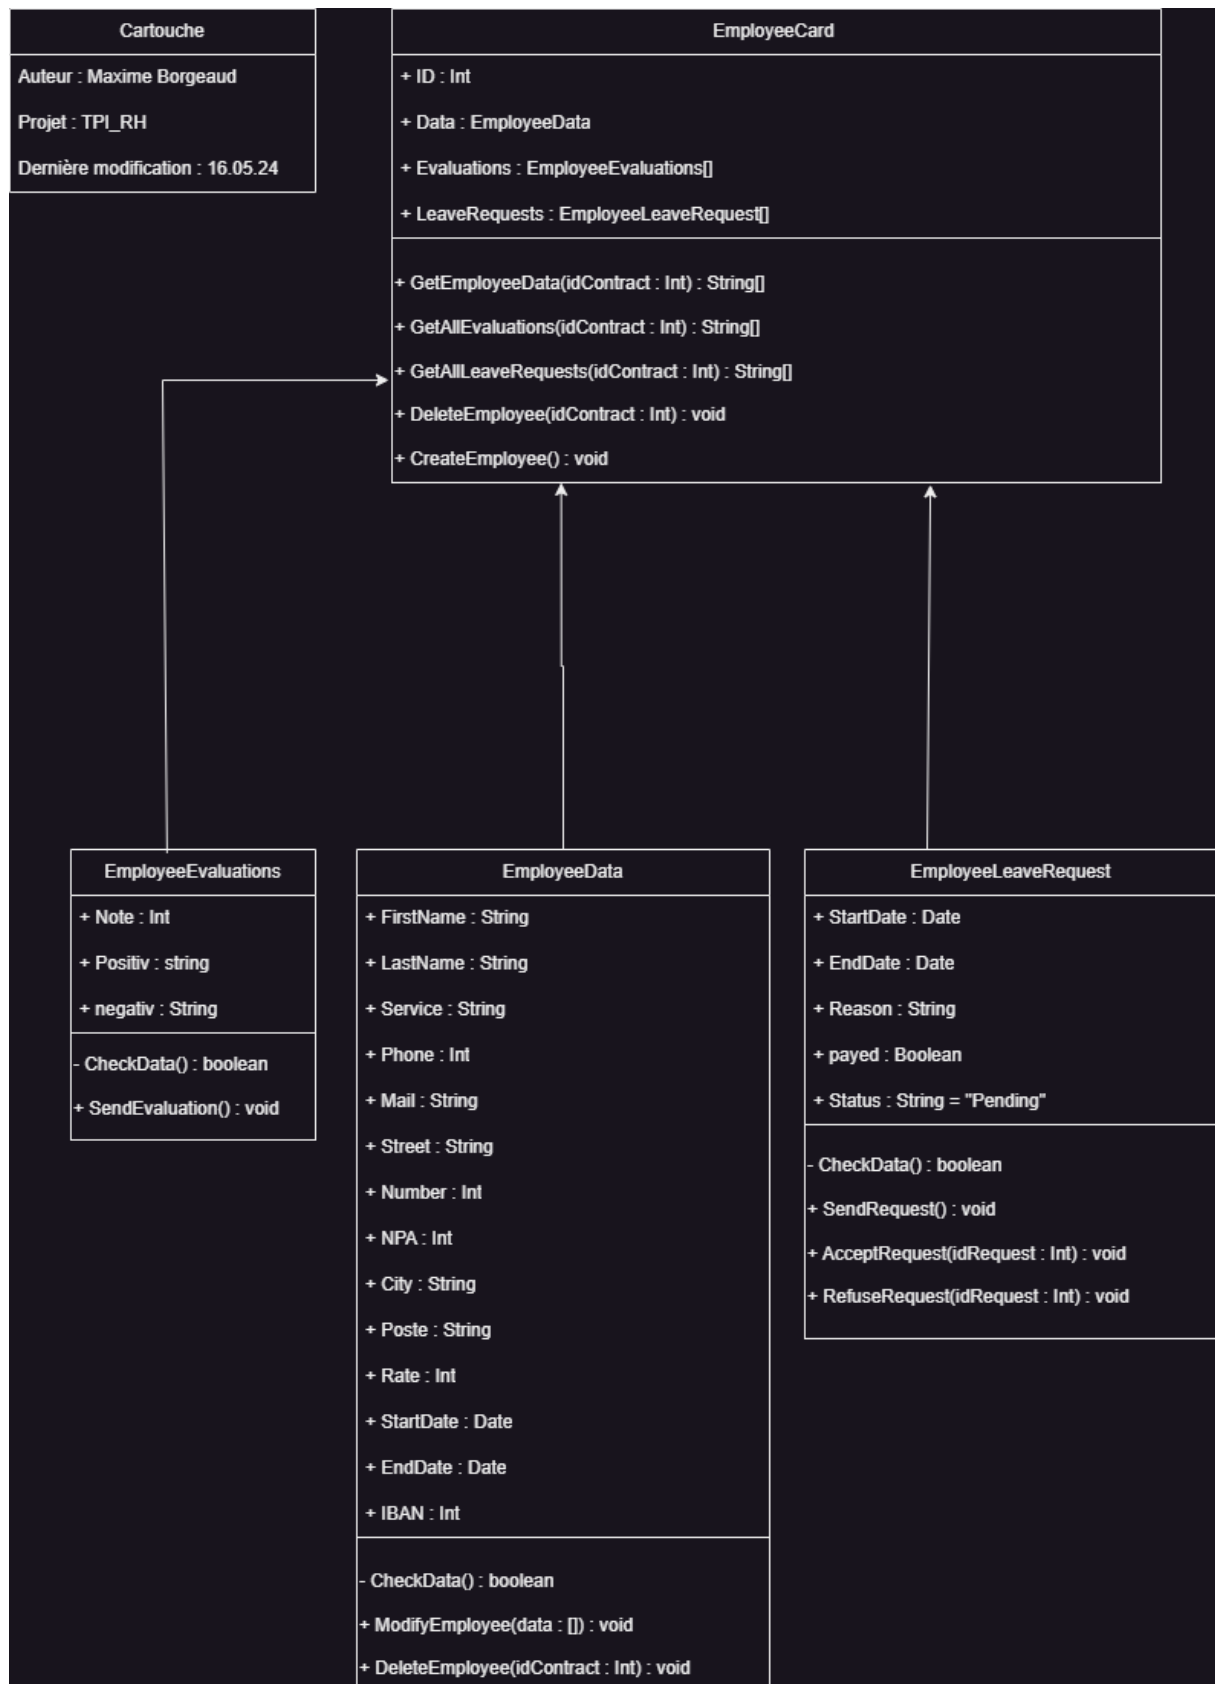 Cartouche
Auteur : Maxime Borgeaud
Projet : TPI_RH
Dernière modification : 16.05.24
EmployeeCard
+ ID : Int
+ Data : EmployeeData
+ Evaluations : EmployeeEvaluations[]
+ LeaveRequests : EmployeeLeaveRequest[]
+ GetEmployeeData(idContract : Int) : String[]
+ GetAllEvaluations(idContract : Int) : String[]
+ GetAllLeaveRequests(idContract : Int) : String[]
+ DeleteEmployee(idContract : Int) : void
+ CreateEmployee() : void
EmployeeEvaluations
+ Note : Int
+ Positiv : string
+ negativ : String
- CheckData() : boolean
+ SendEvaluation() : void
EmployeeData
+ FirstName : String
+ LastName : String
+ Service : String
+ Phone : Int
+ Mail : String
+ Street : String
+ Number : Int
+ NPA : Int
+ City : String
+ Poste : String
+ Rate : Int
+ StartDate : Date
+ EndDate : Date
+ IBAN : Int
- CheckData() : boolean
+ ModifyEmployee(data : []) : void
+ DeleteEmployee(idContract : Int) : void
EmployeeLeaveRequest
+ StartDate : Date
+ EndDate : Date
+ Reason : String
+ payed : Boolean
+ Status : String = "Pending"
- CheckData() : boolean
+ SendRequest() : void
+ AcceptRequest(idRequest : Int) : void
+ RefuseRequest(idRequest : Int) : void